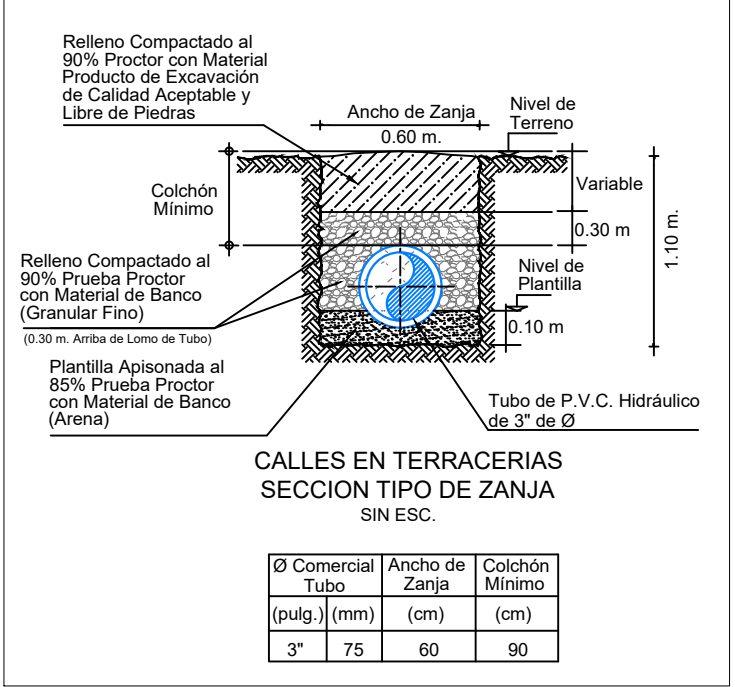 Relleno Compactado al
90% Proctor con Material
Producto de Excavación
de Calidad Aceptable y
Libre de Piedras
Ancho de Zanja
0.60 m.
Nivel de
Terreno
Colchón
Mínimo
Variable
0.30 m
1.10 m.
Relleno Compactado al
90% Prueba Proctor
con Material de Banco
(Granular Fino)
(0.30 m. Arriba de Lomo de Tubo)
Nivel de
Plantilla
0.10 m
Plantilla Apisonada al
85% Prueba Proctor
con Material de Banco
(Arena)
Tubo de P.V.C. Hidráulico
de 3" de Ø
CALLES EN TERRACERIAS
SECCION TIPO DE ZANJA
SIN ESC.
Ø Comercial Tubo
Ancho de Zanja
Colchón Mínimo
(pulg.) (mm) (cm) (cm)
3" 75 60 90